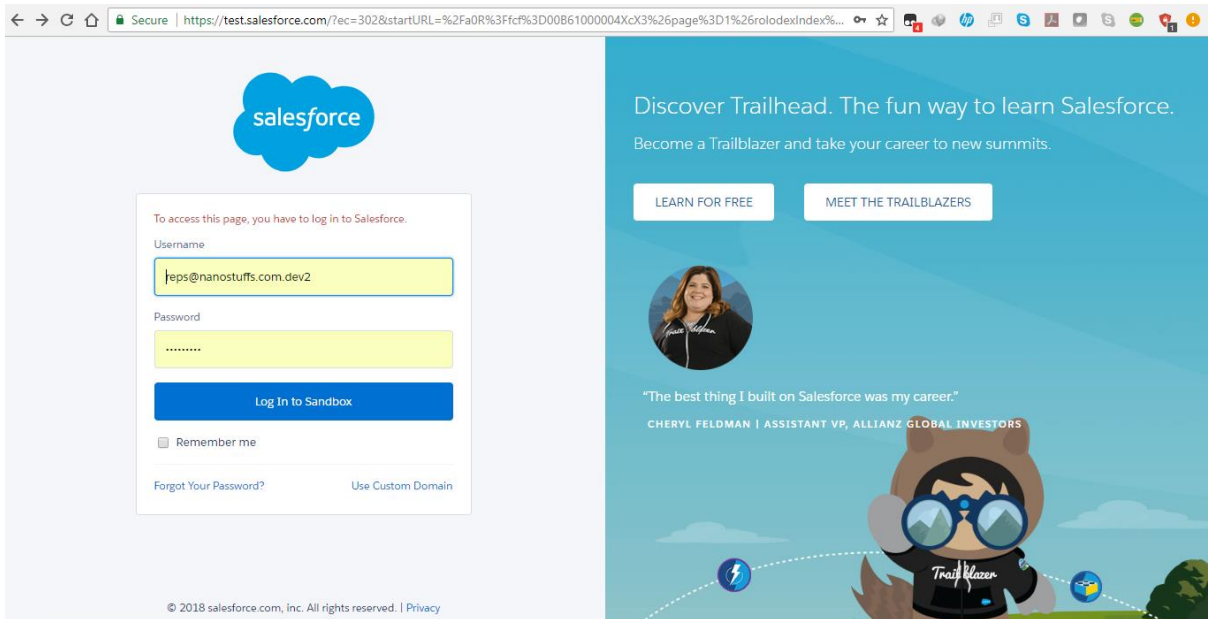 Secure | https://test.salesforce.com/?ec=302&startURL=%2Fa0R%3Ffcf%3D00B61000004XcX3%26page%3D1%26rolodexIndex%...
salesforce
To access this page, you have to log in to Salesforce.
Username
reps@nanostuffs.com.dev2
Password
.........
Log In to Sandbox
Remember me
Forgot Your Password? Use Custom Domain
© 2018 salesforce.com, inc. All rights reserved. | Privacy
Discover Trailhead. The fun way to learn Salesforce.
Become a Trailblazer and take your career to new summits.
LEARN FOR FREE MEET THE TRAILBLAZERS
“The best thing I built on Salesforce was my career.”
CHERYL FELDMAN | ASSISTANT VP, ALLIANZ GLOBAL INVESTORS
Trailblazer